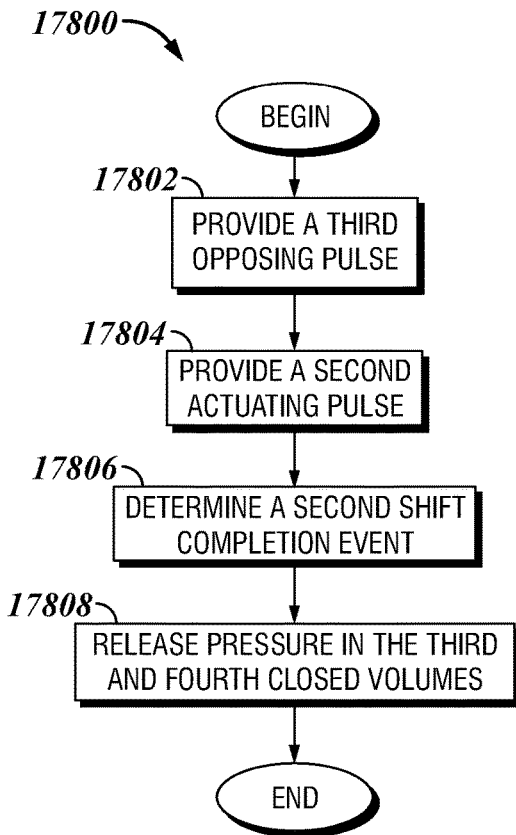 17800
BEGIN
17802
PROVIDE A THIRD
OPPOSING PULSE
17804
PROVIDE A SECOND
ACTUATING PULSE
17806
DETERMINE A SECOND SHIFT
COMPLETION EVENT
17808
RELEASE PRESSURE IN THE THIRD
AND FOURTH CLOSED VOLUMES
END